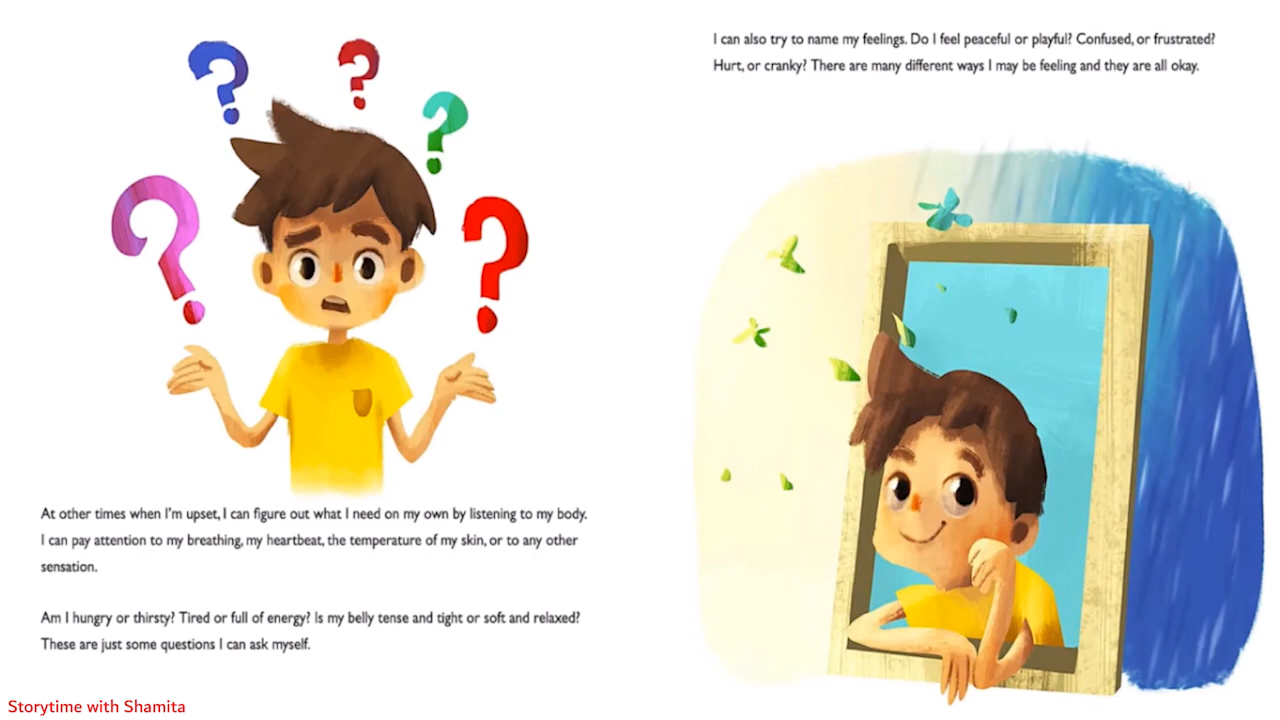 At other times when I'm upset, I can figure out what I need on my own by listening to my body.
I can pay attention to my breathing, my heartbeat, the temperature of my skin, or to any other
sensation.
Am I hungry or thirsty? Tired or full of energy? Is my belly tense and tight or soft and relaxed?
These are just some questions I can ask myself.
I can also try to name my feelings. Do I feel peaceful or playful? Confused, or frustrated?
Hurt, or cranky? There are many different ways I may be feeling and they are all okay.
Storytime with Shamita